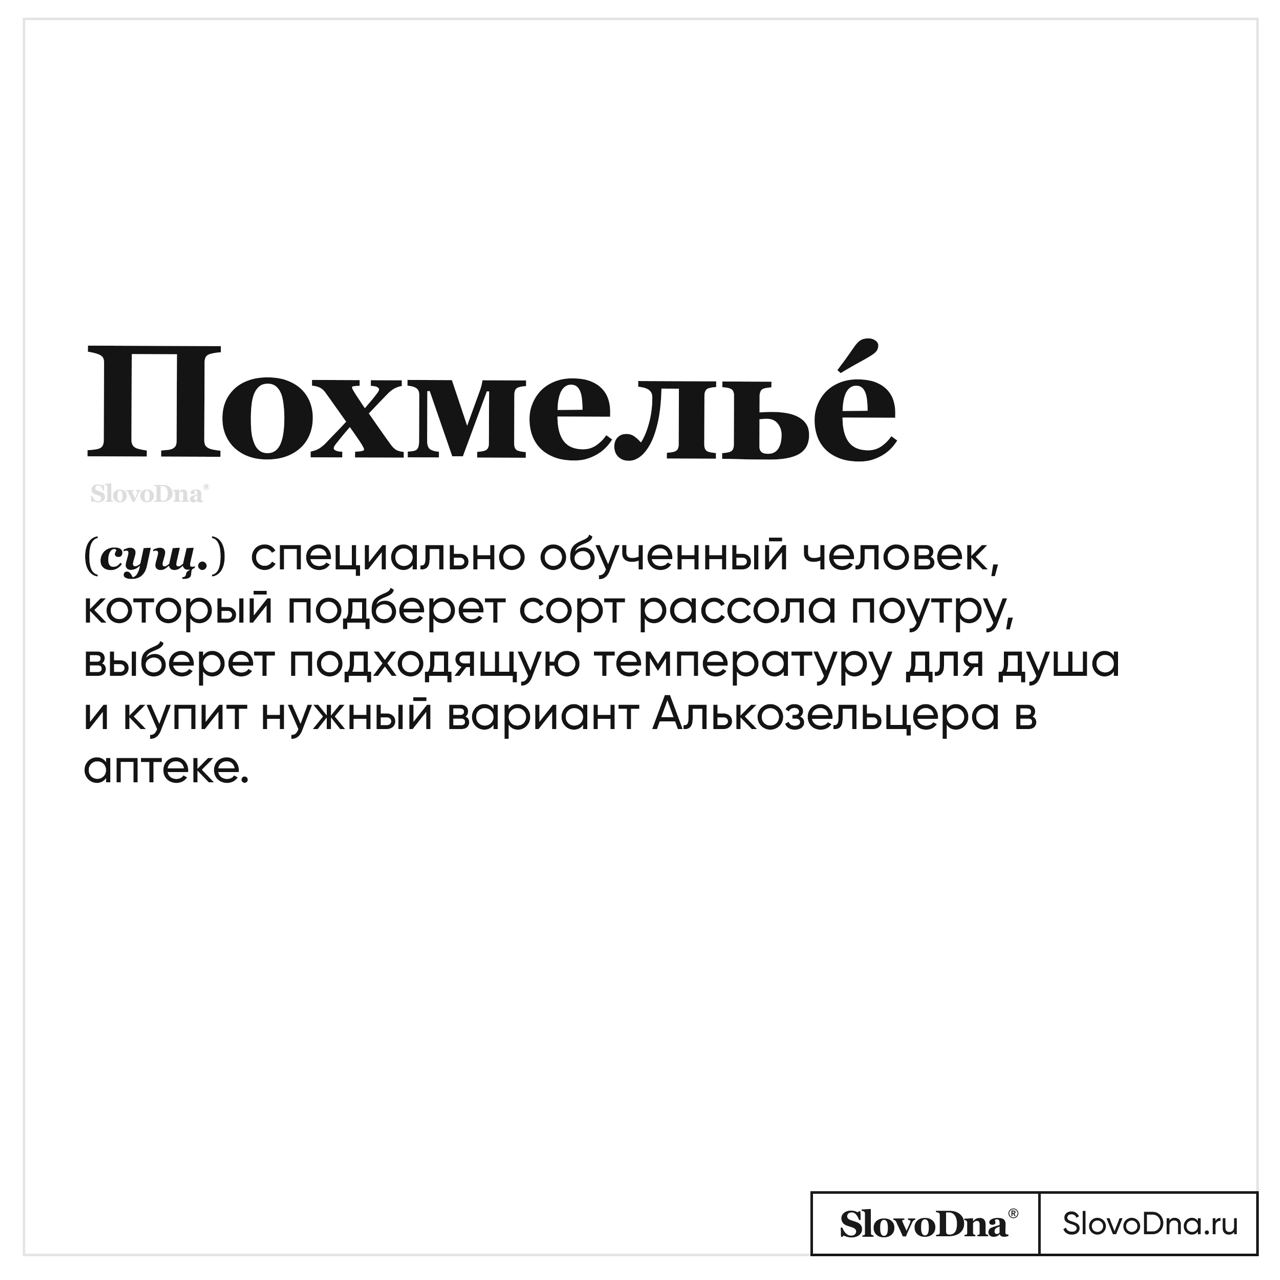 Похмелье́
SlovoDna®
(сущ.) специально обученный человек,
который подберет сорт рассола поутру,
выберет подходящую температуру для душа
и купит нужный вариант Алькозельцера в
аптеке.
SlovoDna® SlovoDna.ru